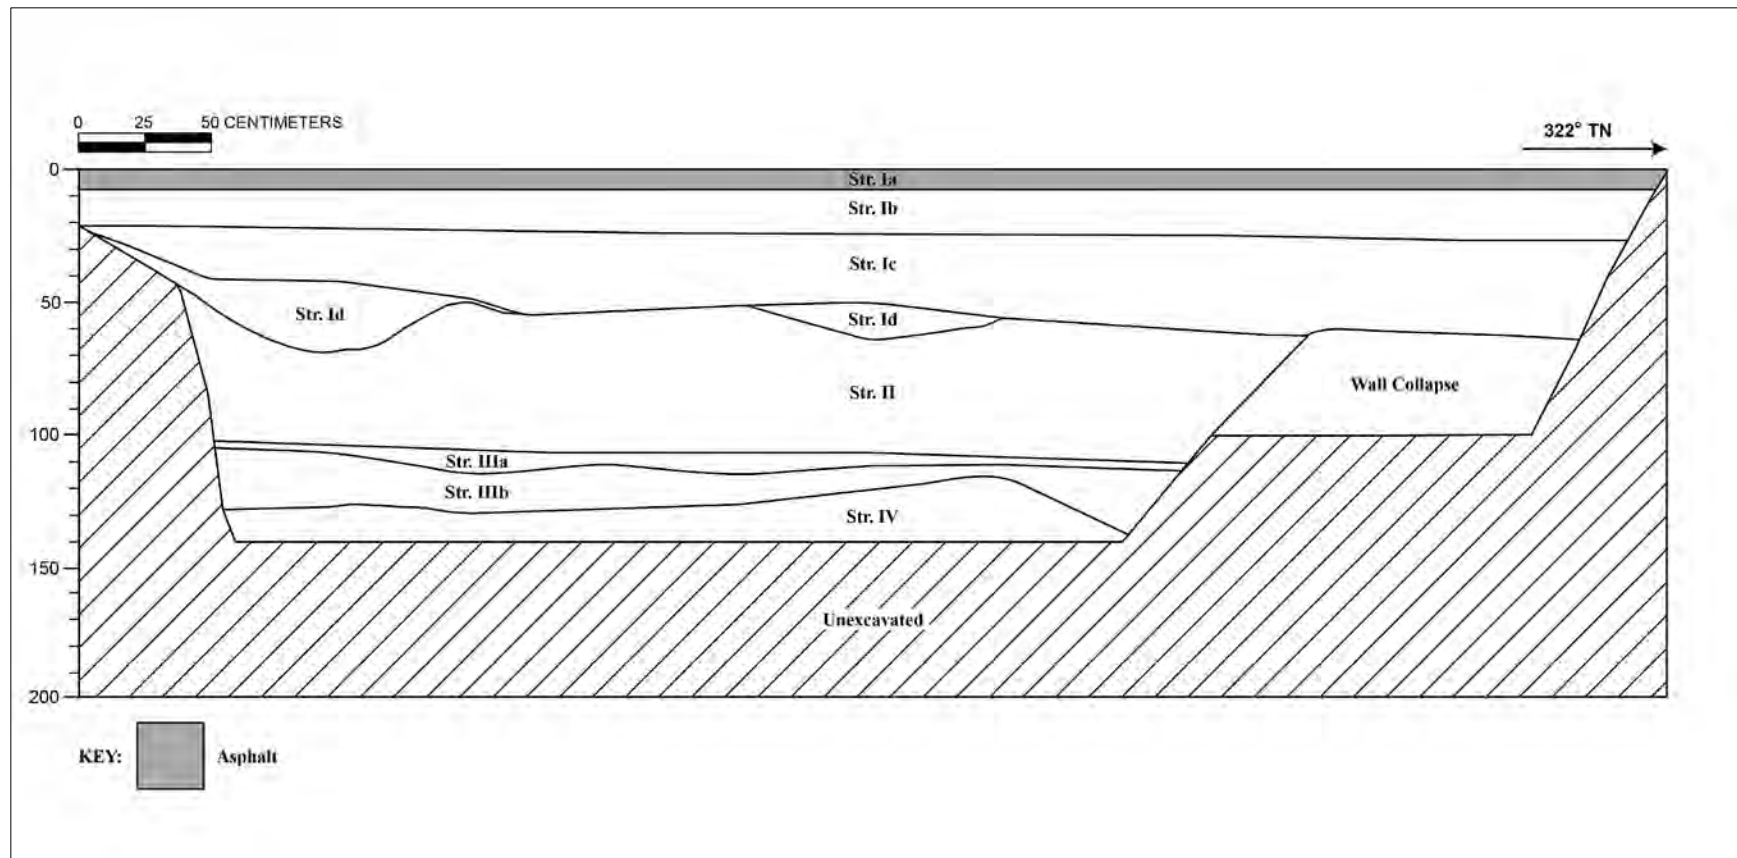 0 25 50 CENTIMETERS
322° TN
0
Str. Ia
Str. Ib
Str. Ic
50
Str. Id
Str. Id
Wall Collapse
Str. II
100
Str. IIIa
Str. IIIb
Str. IV
150
Unexcavated
200
KEY: Asphalt